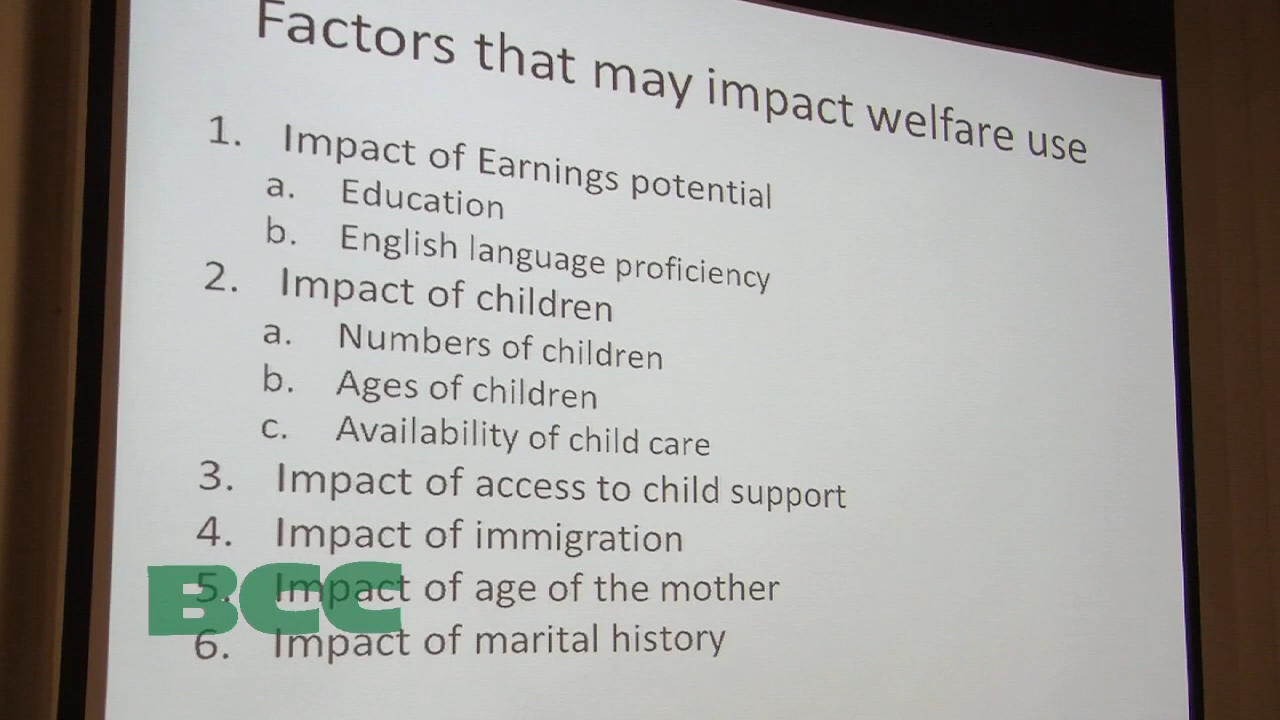 Factors that may impact welfare use
1. Impact of Earnings potential
a. Education
b. English language proficiency
2. Impact of children
a. Numbers of children
b. Ages of children
c. Availability of child care
3. Impact of access to child support
4. Impact of immigration
5. Impact of age of the mother
BCC
6. Impact of marital history